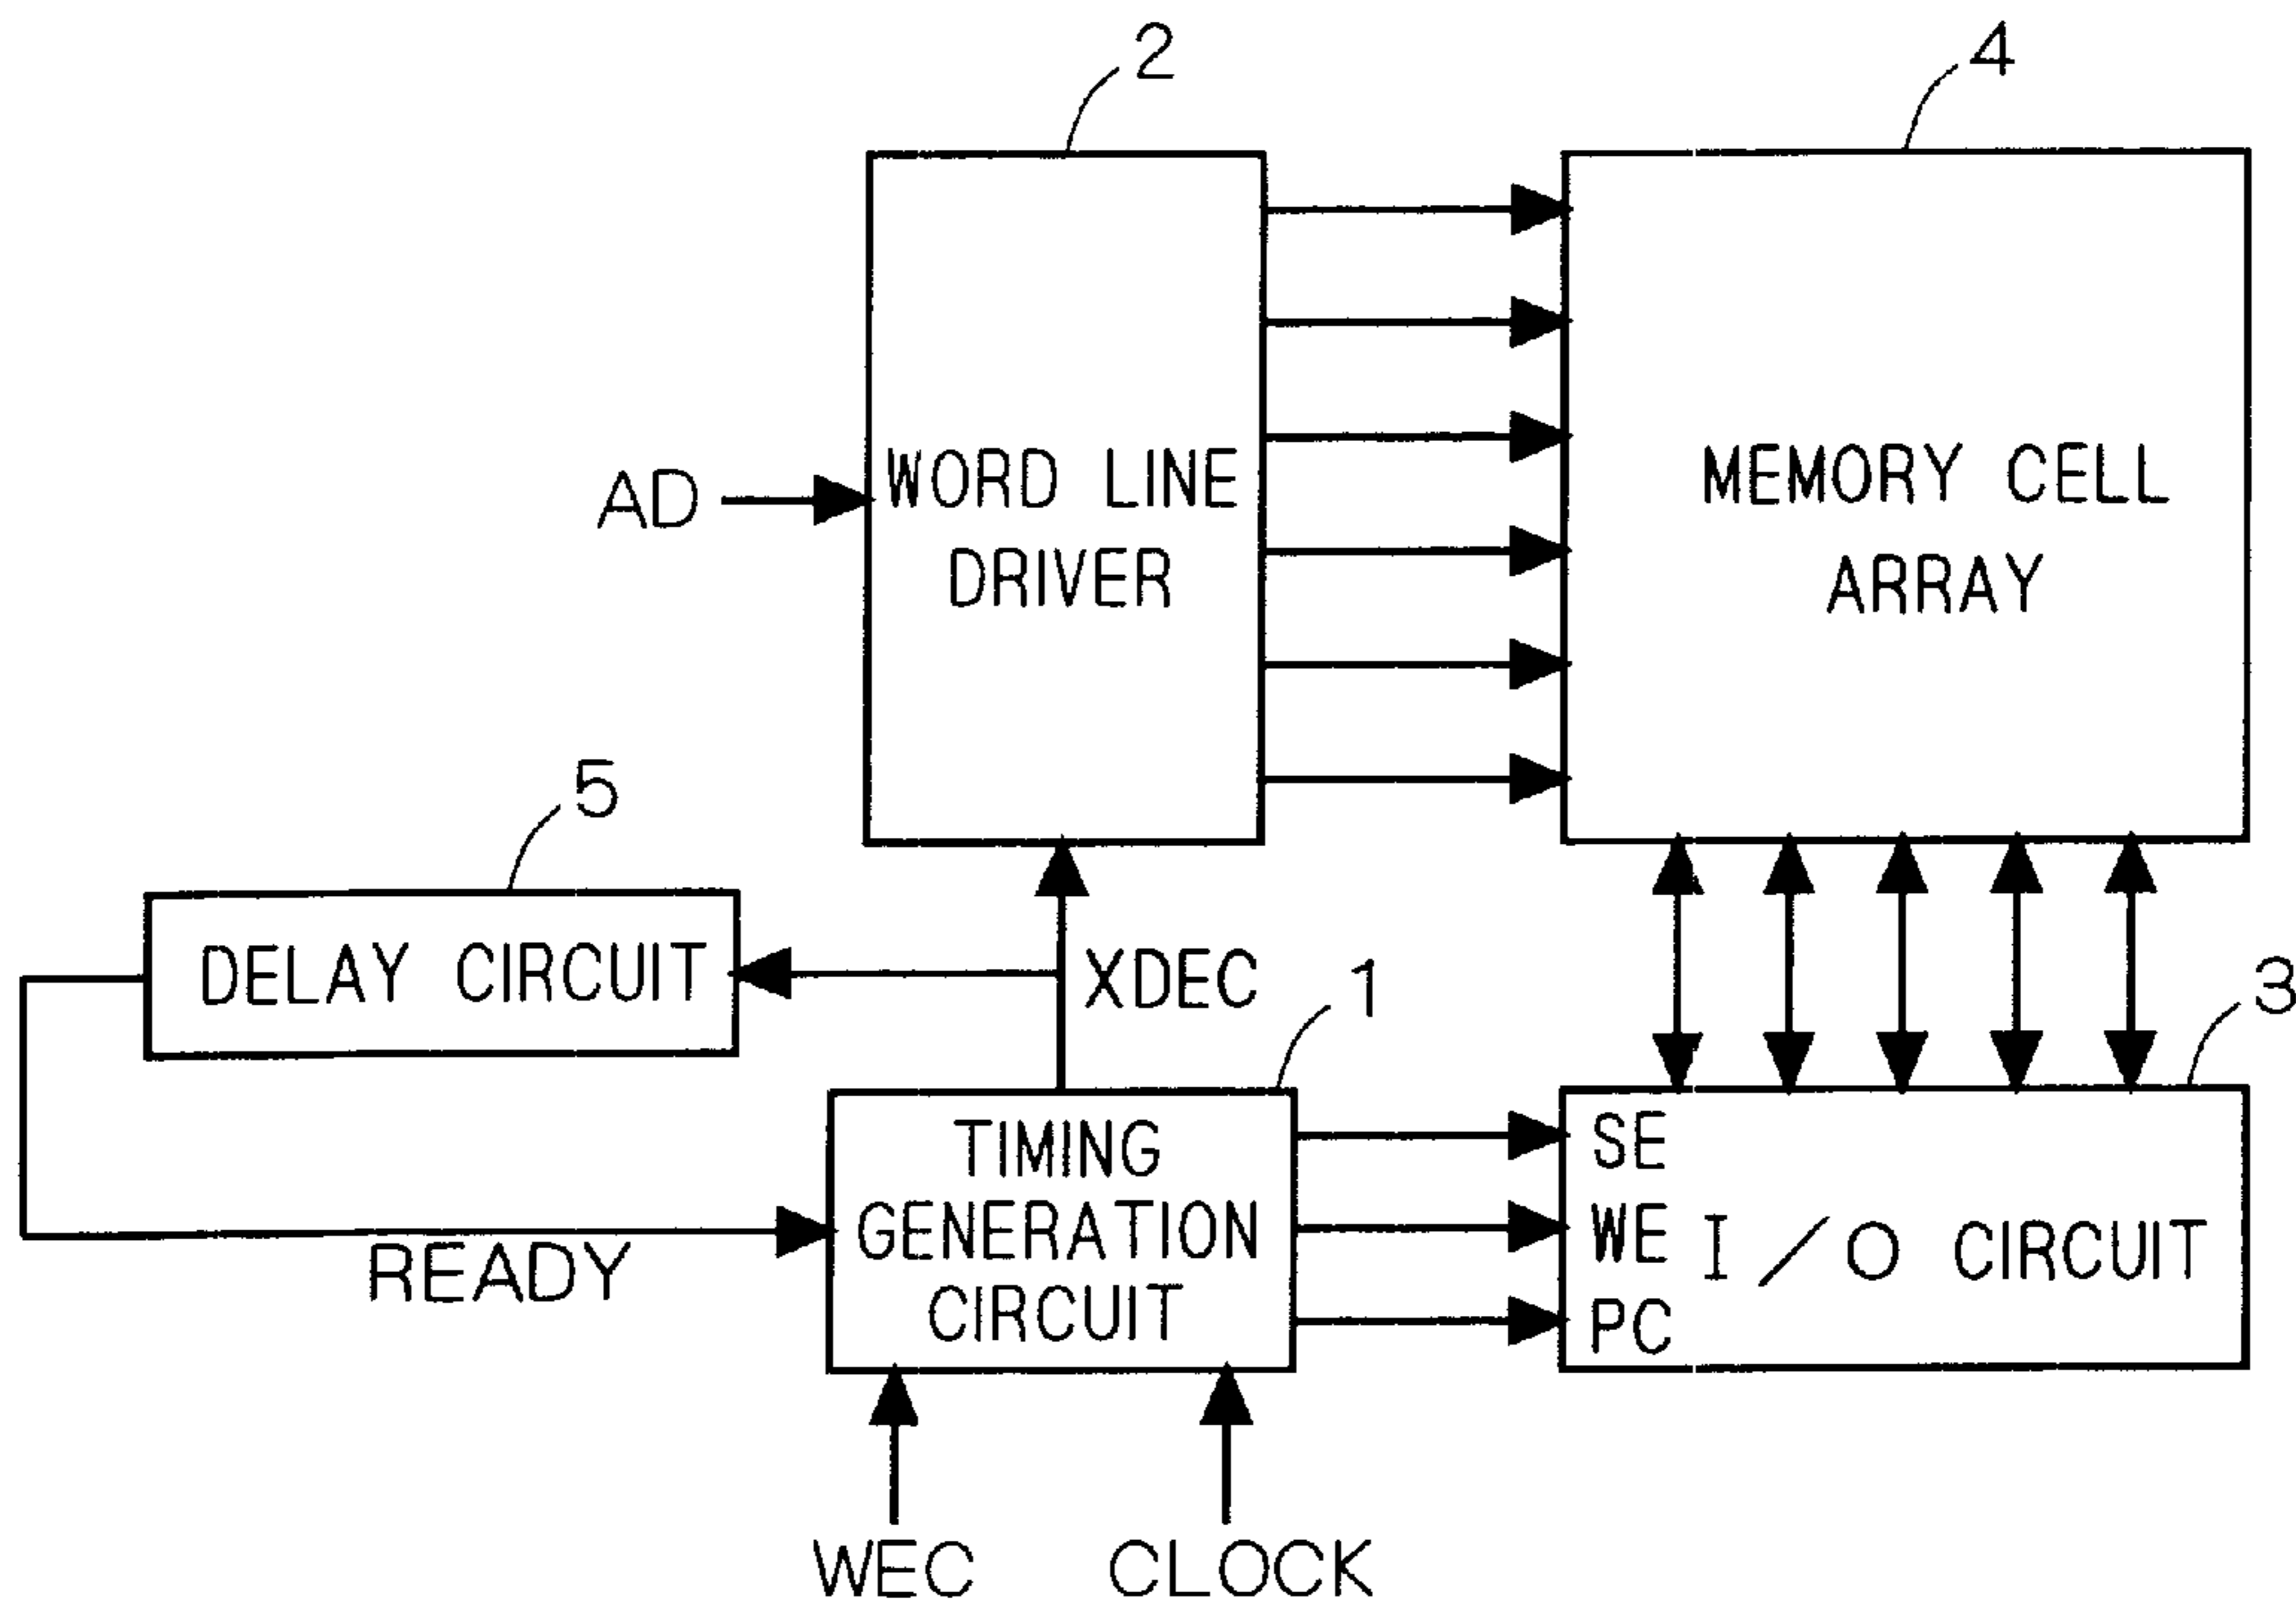 2
4
WORD LINE
DRIVER
MEMORY CELL
ARRAY
AD
5
DELAY CIRCUIT
XDEC
1
3
TIMING
GENERATION
CIRCUIT
SE
WE
PC
I/O CIRCUIT
READY
WEC
CLOCK